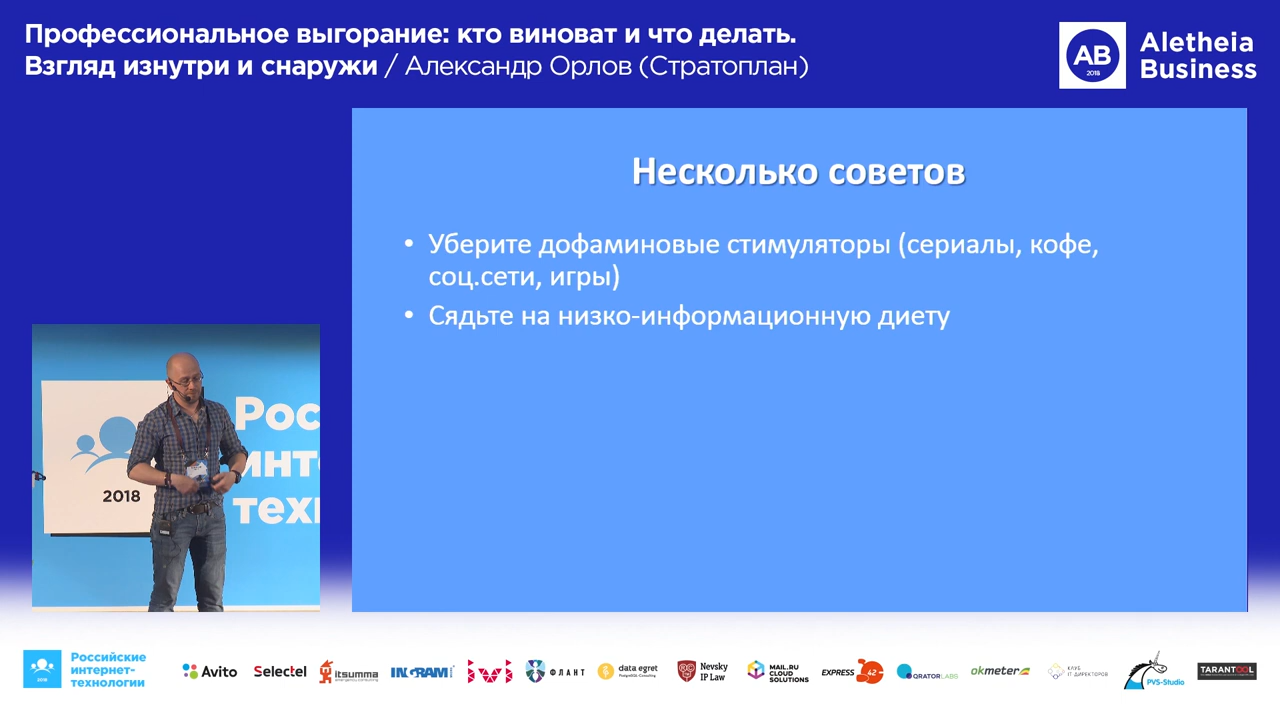 Профессиональное выгорание: кто виноват и что делать.
Взгляд изнутри и снаружи / Александр Орлов (Стратоплан)
AB
2018
Aletheia
Business
Несколько советов
• Уберите дофаминовые стимуляторы (сериалы, кофе,
соц.сети, игры)
• Сядьте на низко-информационную диету
Рос
инт
техн
2018
Российские
интернет-
технологии
Avito
Selectel
itsumma
INGRAM
ФЛАНТ
data egret
PostgreSQL-Consulting
Nevsky
IP Law
MAIL.RU
CLOUD
SOLUTIONS
EXPRESS 42
QRATOR LABS
okmeter
КЛУБ
IT ДИРЕКТОРОВ
PVS-Studio
TARANTOOL